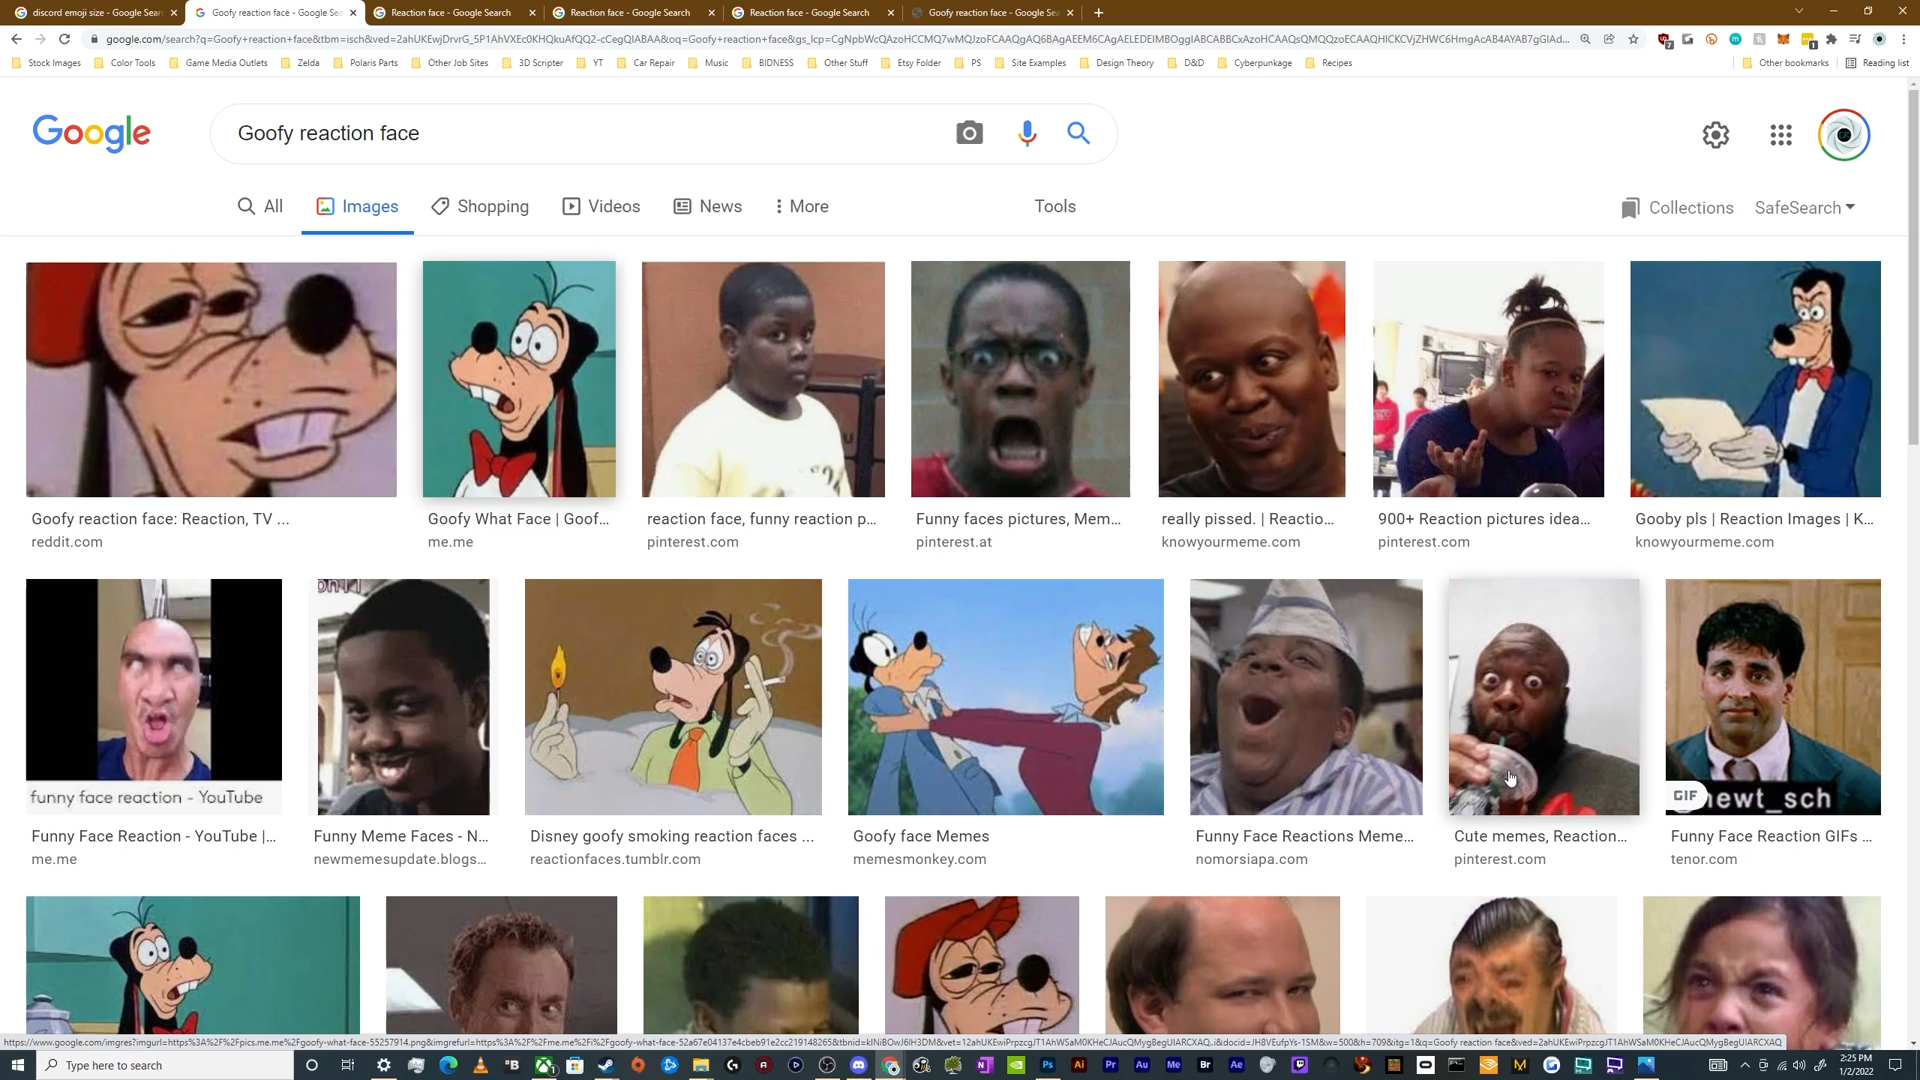 discord emoji size - Google Sear
Goofy reaction face - Google Se
Reaction face - Google Search
Reaction face - Google Search
Reaction face - Google Search
Goofy reaction face - Google Se
Stock Images
Color Tools
Game Media Outlets
Zelda
Polaris Parts
Other Job Sites
3D Scripter
YT
Car Repair
Music
BIDNESS
Other Stuff
Etsy Folder
PS
Site Examples
Design Theory
D&D
Cyberpunkage
Recipes
Other bookmarks
Reading list
Google
Goofy reaction face
All
Images
Shopping
Videos
News
More
Tools
Collections
SafeSearch
Goofy reaction face: Reaction, TV ...
reddit.com
Goofy What Face | Goof...
me.me
reaction face, funny reaction p...
pinterest.com
Funny faces pictures, Mem...
pinterest.at
really pissed. | Reactio...
knowyourmeme.com
900+ Reaction pictures idea...
pinterest.com
Gooby pls | Reaction Images | K...
knowyourmeme.com
funny face reaction - YouTube
GIF
newt_sch
Funny Face Reaction - YouTube |...
me.me
Funny Meme Faces - N...
newmemesupdate.blogs...
Disney goofy smoking reaction faces ...
reactionfaces.tumblr.com
Goofy face Memes
memesmonkey.com
Funny Face Reactions Meme...
nomorsiapa.com
Cute memes, Reaction...
pinterest.com
Funny Face Reaction GIFs ...
tenor.com
Type here to search
2:25 PM
1/2/2022